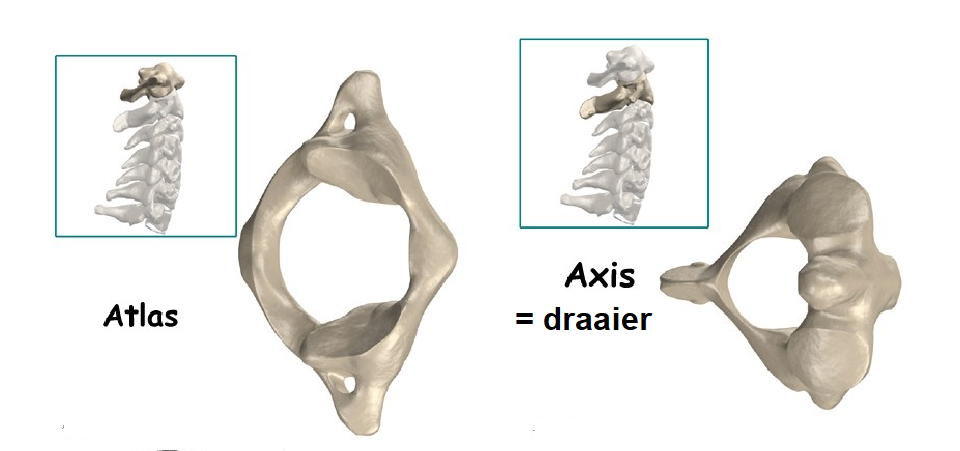 Atlas
Axis
= draaier